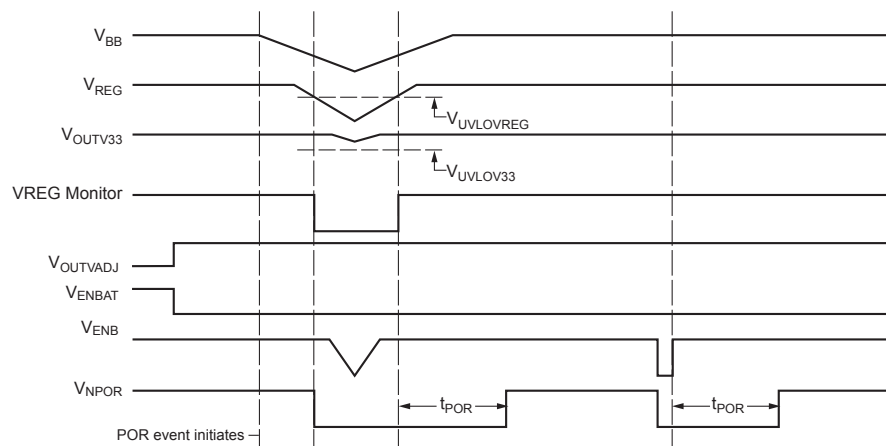 VBB
VREG
VUVLOVREG
VOUTV33
VUVLOV33
VREG Monitor
VOUTVADJ
VENBAT
VENB
VNPOR
tPOR
tPOR
POR event initiates